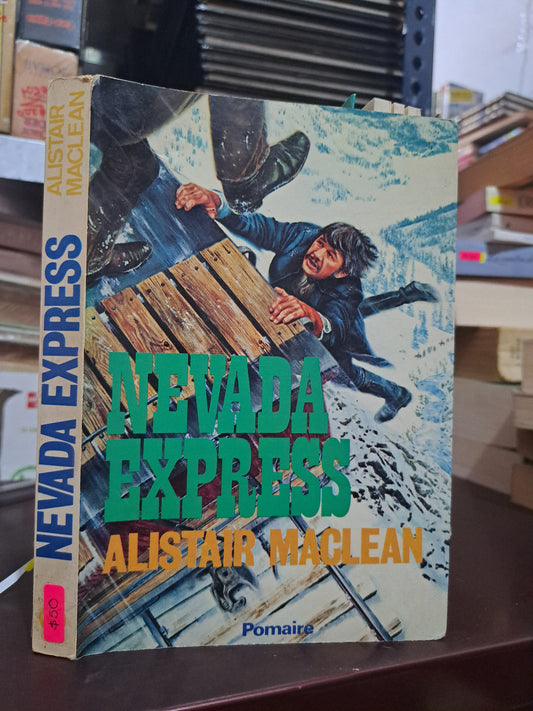 ALISTAIR
MACLEAN
NEVADA EXPRESS
$50
NEVADA
EXPRESS
ALISTAIR MACLEAN
Pomaire